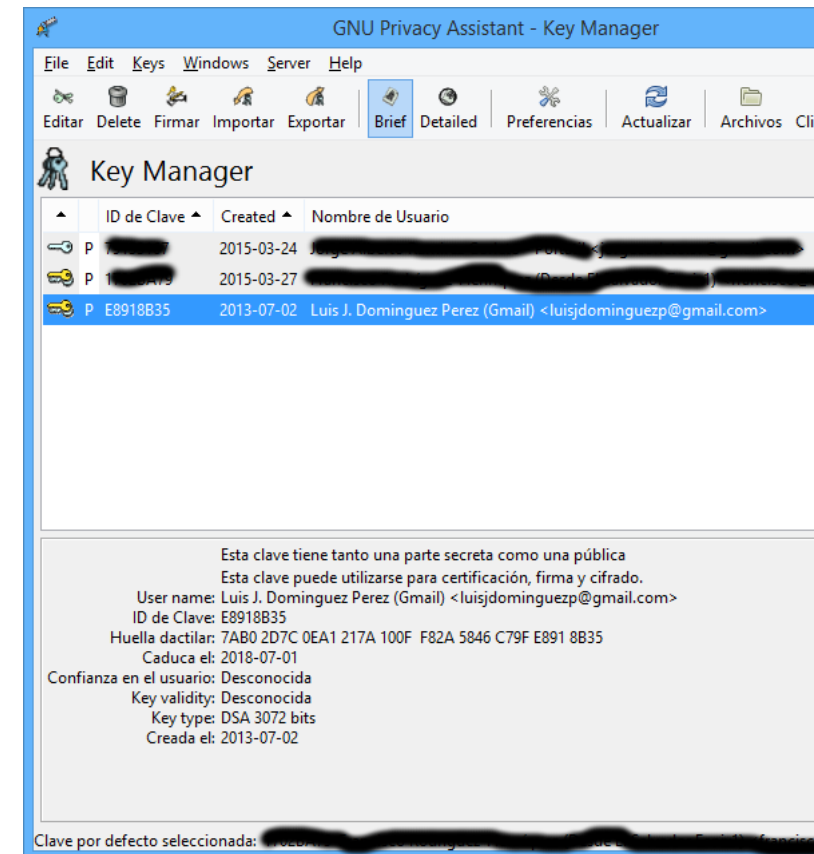 GNU Privacy Assistant - Key Manager
File Edit Keys Windows Server Help
Editar Delete Firmar Importar Exportar Brief Detailed Preferencias Actualizar Archivos Cli
Key Manager
ID de Clave Created Nombre de Usuario
P 2015-03-24
P 2015-03-27
P E8918B35 2013-07-02 Luis J. Dominguez Perez (Gmail) <luisjdominguezp@gmail.com>
Esta clave tiene tanto una parte secreta como una pública
Esta clave puede utilizarse para certificación, firma y cifrado.
User name: Luis J. Dominguez Perez (Gmail) <luisjdominguezp@gmail.com>
ID de Clave: E8918B35
Huella dactilar: 7AB0 2D7C 0EA1 217A 100F F82A 5846 C79F E891 8B35
Caduca el: 2018-07-01
Confianza en el usuario: Desconocida
Key validity: Desconocida
Key type: DSA 3072 bits
Creada el: 2013-07-02
Clave por defecto seleccionada: